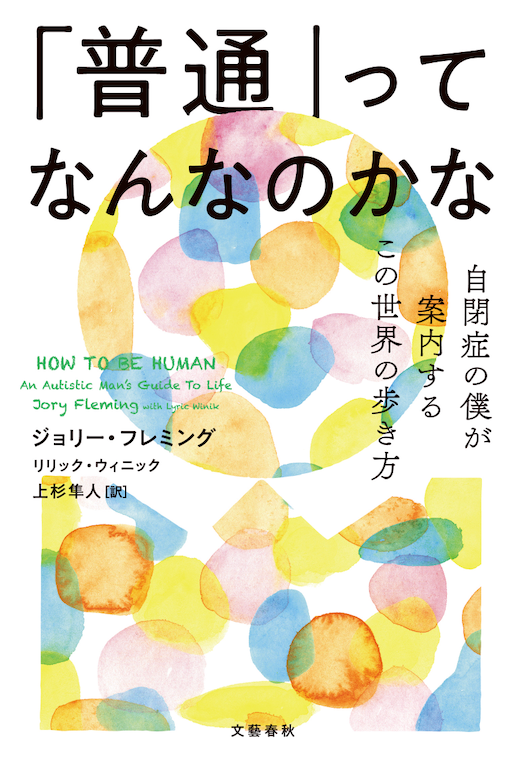 「普通」って
なんなのかな
自閉症の僕が
案内する
この世界の歩き方
HOW TO BE HUMAN
An Autistic Man's Guide To Life
Jory Fleming with Lyric Winik
ジョリー・フレミング
リリック・ウィニック
上杉隼人[訳]
文藝春秋